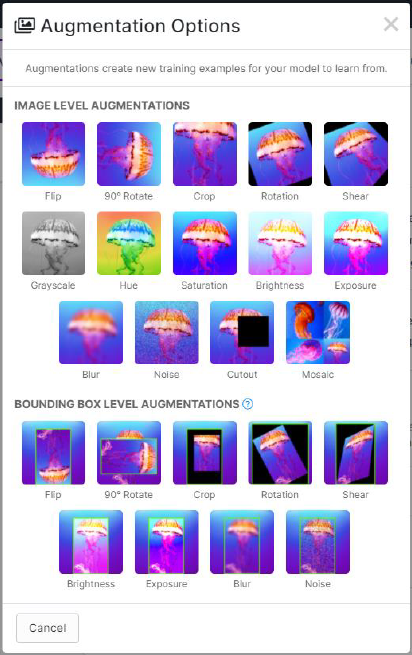 Augmentation Options
Augmentations create new training examples for your model to learn from.
IMAGE LEVEL AUGMENTATIONS
Flip 90° Rotate Crop Rotation Shear
Grayscale Hue Saturation Brightness Exposure
Blur Noise Cutout Mosaic
BOUNDING BOX LEVEL AUGMENTATIONS ?
Flip 90° Rotate Crop Rotation Shear
Brightness Exposure Blur Noise
Cancel